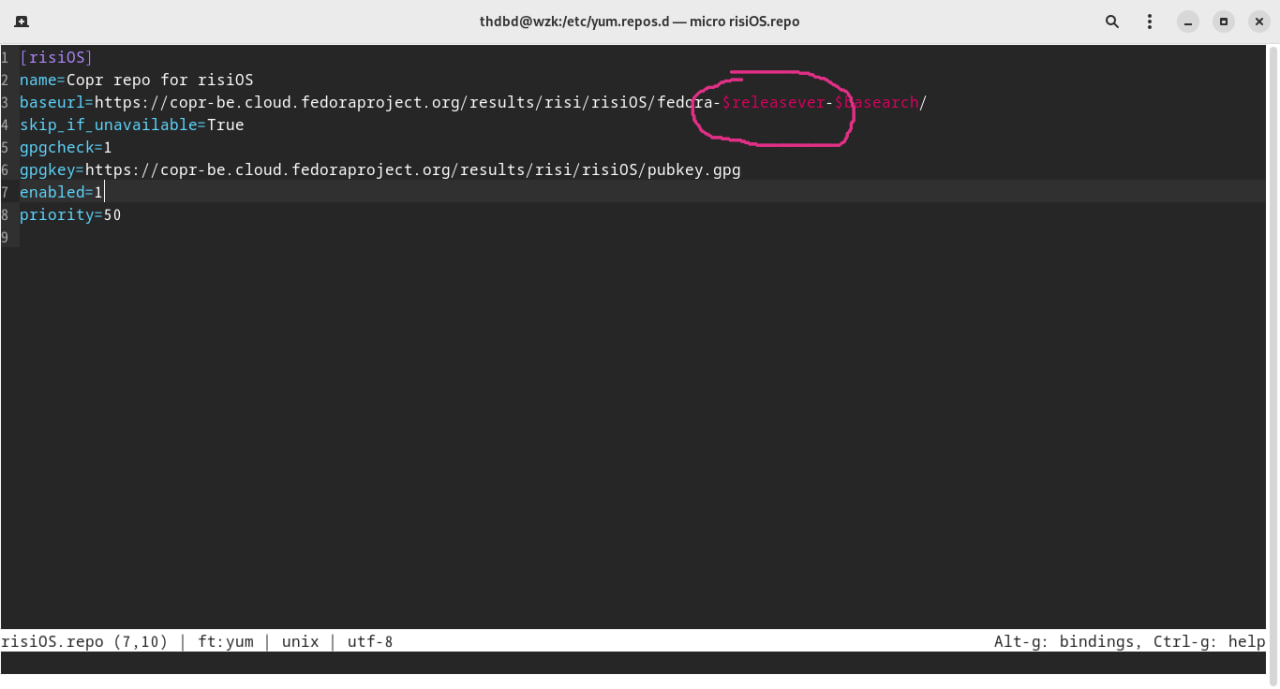 thdbd@wzk:/etc/yum.repos.d — micro risiOS.repo
1 [risiOS]
2 name=Copr repo for risiOS
3 baseurl=https://copr-be.cloud.fedoraproject.org/results/risi/risiOS/fedora-$releasever-$basearch/
4 skip_if_unavailable=True
5 gpgcheck=1
6 gpgkey=https://copr-be.cloud.fedoraproject.org/results/risi/risiOS/pubkey.gpg
7 enabled=1
8 priority=50
9
risiOS.repo (7,10) | ft:yum | unix | utf-8 Alt-g: bindings, Ctrl-g: help